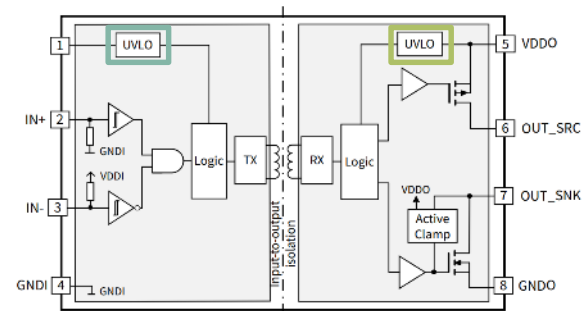 1
UVLO
UVLO
5
VDDO
IN+
2
GNDI
VDDI
Logic
TX
RX
Logic
6
OUT_SRC
VDDO
7
OUT_SNK
Active
Clamp
IN-
3
Input-to-output
isolation
GNDI
4
GNDI
8
GNDO